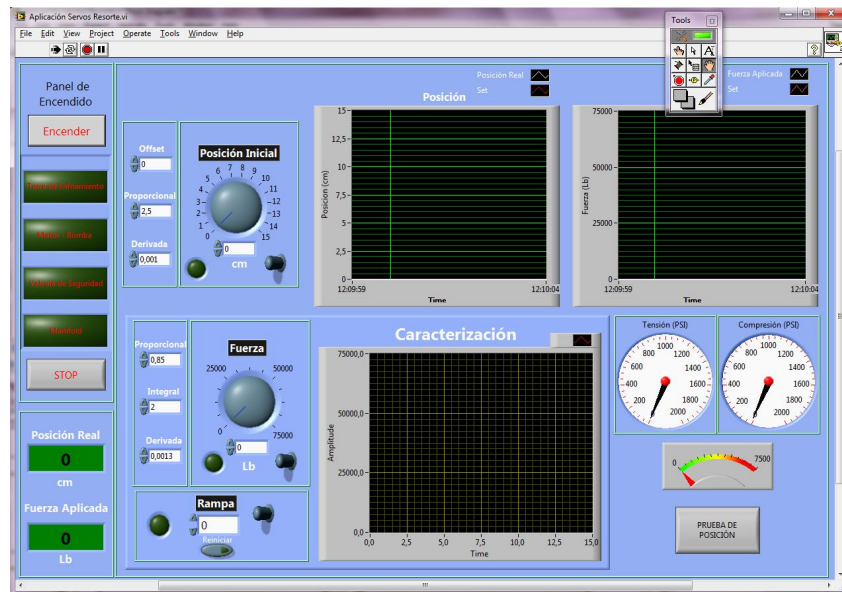 Aplicación Servos Resorte.vi
File Edit View Project Operate Tools Window Help
Tools
Panel de
Encendido
Encender
STOP
Posición Real
0
cm
Fuerza Aplicada
0
Lb
Offset
0
Proporcional
2,5
Derivada
0,001
Posición Inicial
0 1 2 3 4 5 6 7 8 9 10 11 12 13 14 15
0
cm
Posición
Posición Real
Set
Posición (cm)
15
12,5
10
7,5
5
2,5
0
12:09:59 12:10:04
Time
Fuerza Aplicada
Set
Fuerza (Lb)
75000
50000
25000
0
12:09:59 12:10:04
Time
Proporcional
0,85
Integral
2
Derivada
0,0013
Fuerza
0 25000 50000 75000
0
Lb
Rampa
0
Reiniciar
Caracterización
Amplitude
75000,0
50000,0
25000,0
0,0
0,0 2,5 5,0 7,5 10,0 12,5 15,0
Time
Tensión (PSI)
200 400 600 800 1000 1200 1400 1600 1800 2000
Compresión (PSI)
200 400 600 800 1000 1200 1400 1600 1800 2000
0 7500
PRUEBA DE
POSICIÓN